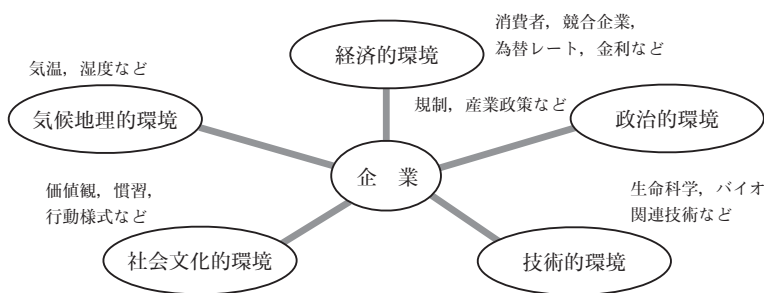 消費者，競合企業，
為替レート，金利など
経済的環境
気温，湿度など
規制，産業政策など
気候地理的環境
政治的環境
企　業
価値観，慣習，
行動様式など
生命科学，バイオ
関連技術など
社会文化的環境
技術的環境